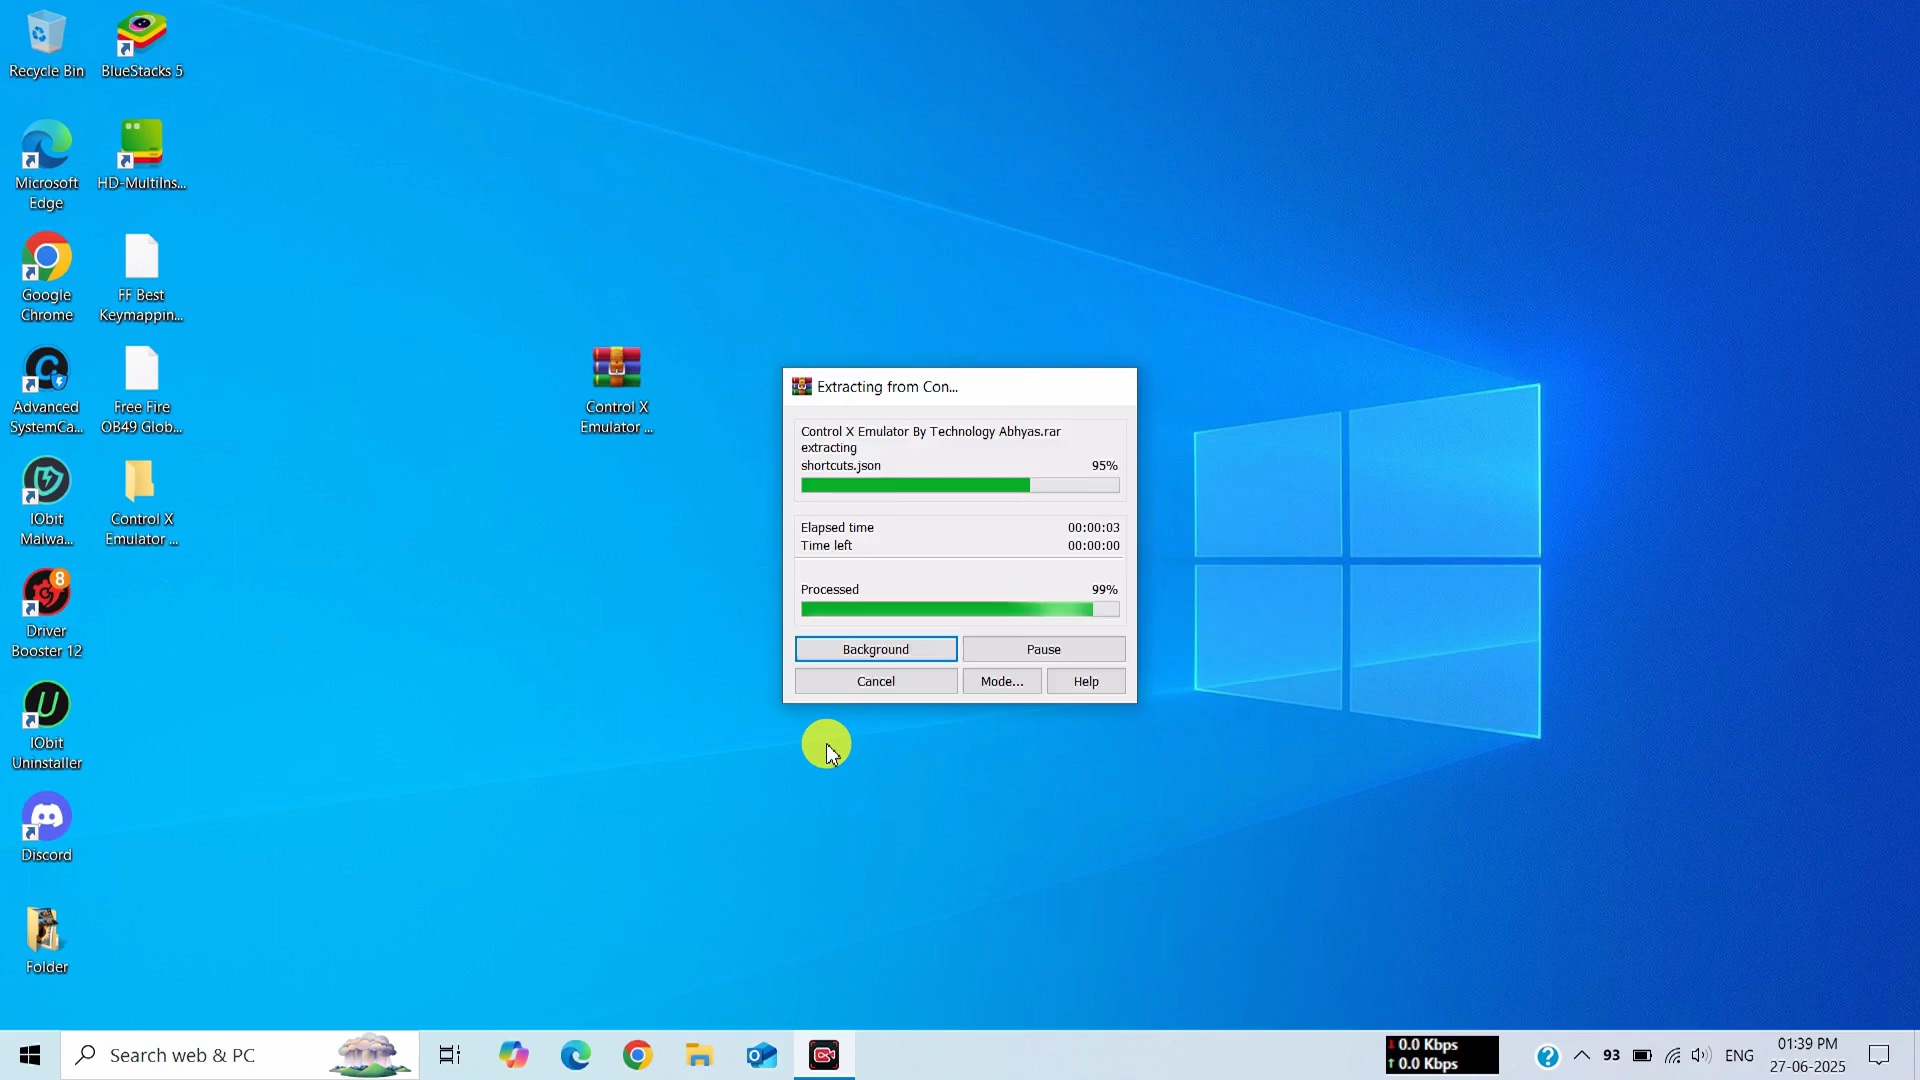 Recycle Bin
BlueStacks 5
Microsoft
Edge
HD-MultiIns...
Google
Chrome
FF Best
Keymappin...
Advanced
SystemCa...
Free Fire
OB49 Glob...
IObit
Malwa...
Control X
Emulator ...
8
Driver
Booster 12
IObit
Uninstaller
Discord
Folder
Control X
Emulator ...
Extracting from Con...
Control X Emulator By Technology Abhyas.rar
extracting
shortcuts.json 95%
Elapsed time 00:00:03
Time left 00:00:00
Processed 99%
Background Pause
Cancel Mode... Help
Search web & PC
0.0 Kbps
0.0 Kbps
93
ENG
01:39 PM
27-06-2025